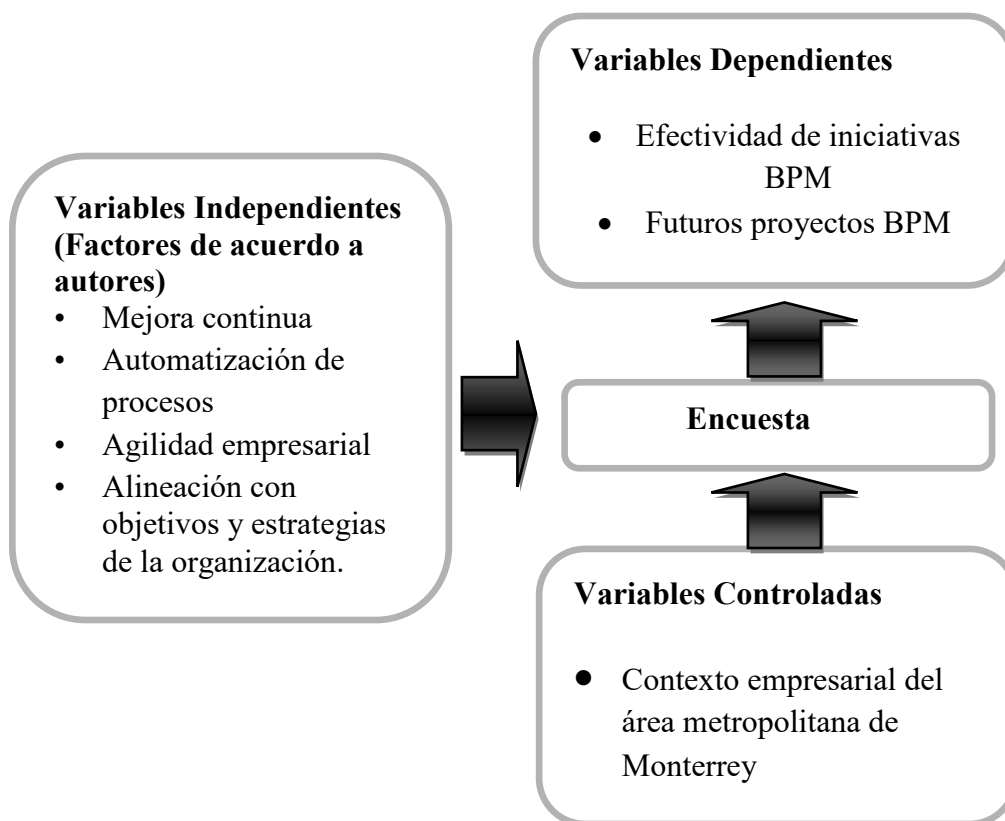 Variables Independientes
(Factores de acuerdo a
autores)
• Mejora continua
• Automatización de
procesos
• Agilidad empresarial
• Alineación con
objetivos y estrategias
de la organización.
Variables Dependientes
• Efectividad de iniciativas
BPM
• Futuros proyectos BPM
Encuesta
Variables Controladas
• Contexto empresarial del
área metropolitana de
Monterrey